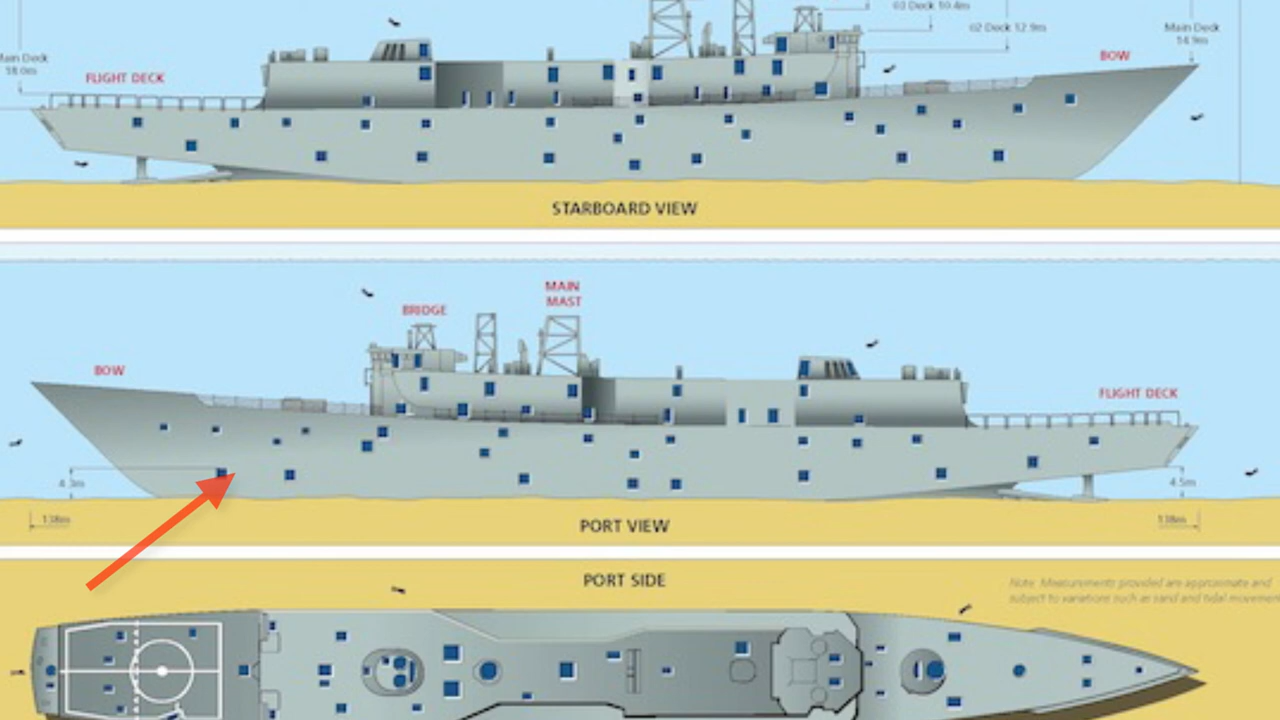 03 Deck 10.4m
02 Deck 12.9m
Main Deck
18.0m
Main Deck
14.9m
FLIGHT DECK
BOW
STARBOARD VIEW
MAIN
MAST
BRIDGE
BOW
FLIGHT DECK
4.3m
4.5m
138m
138m
PORT VIEW
PORT SIDE
Note: Measurements provided are approximate and
subject to variations such as sand and tidal movement